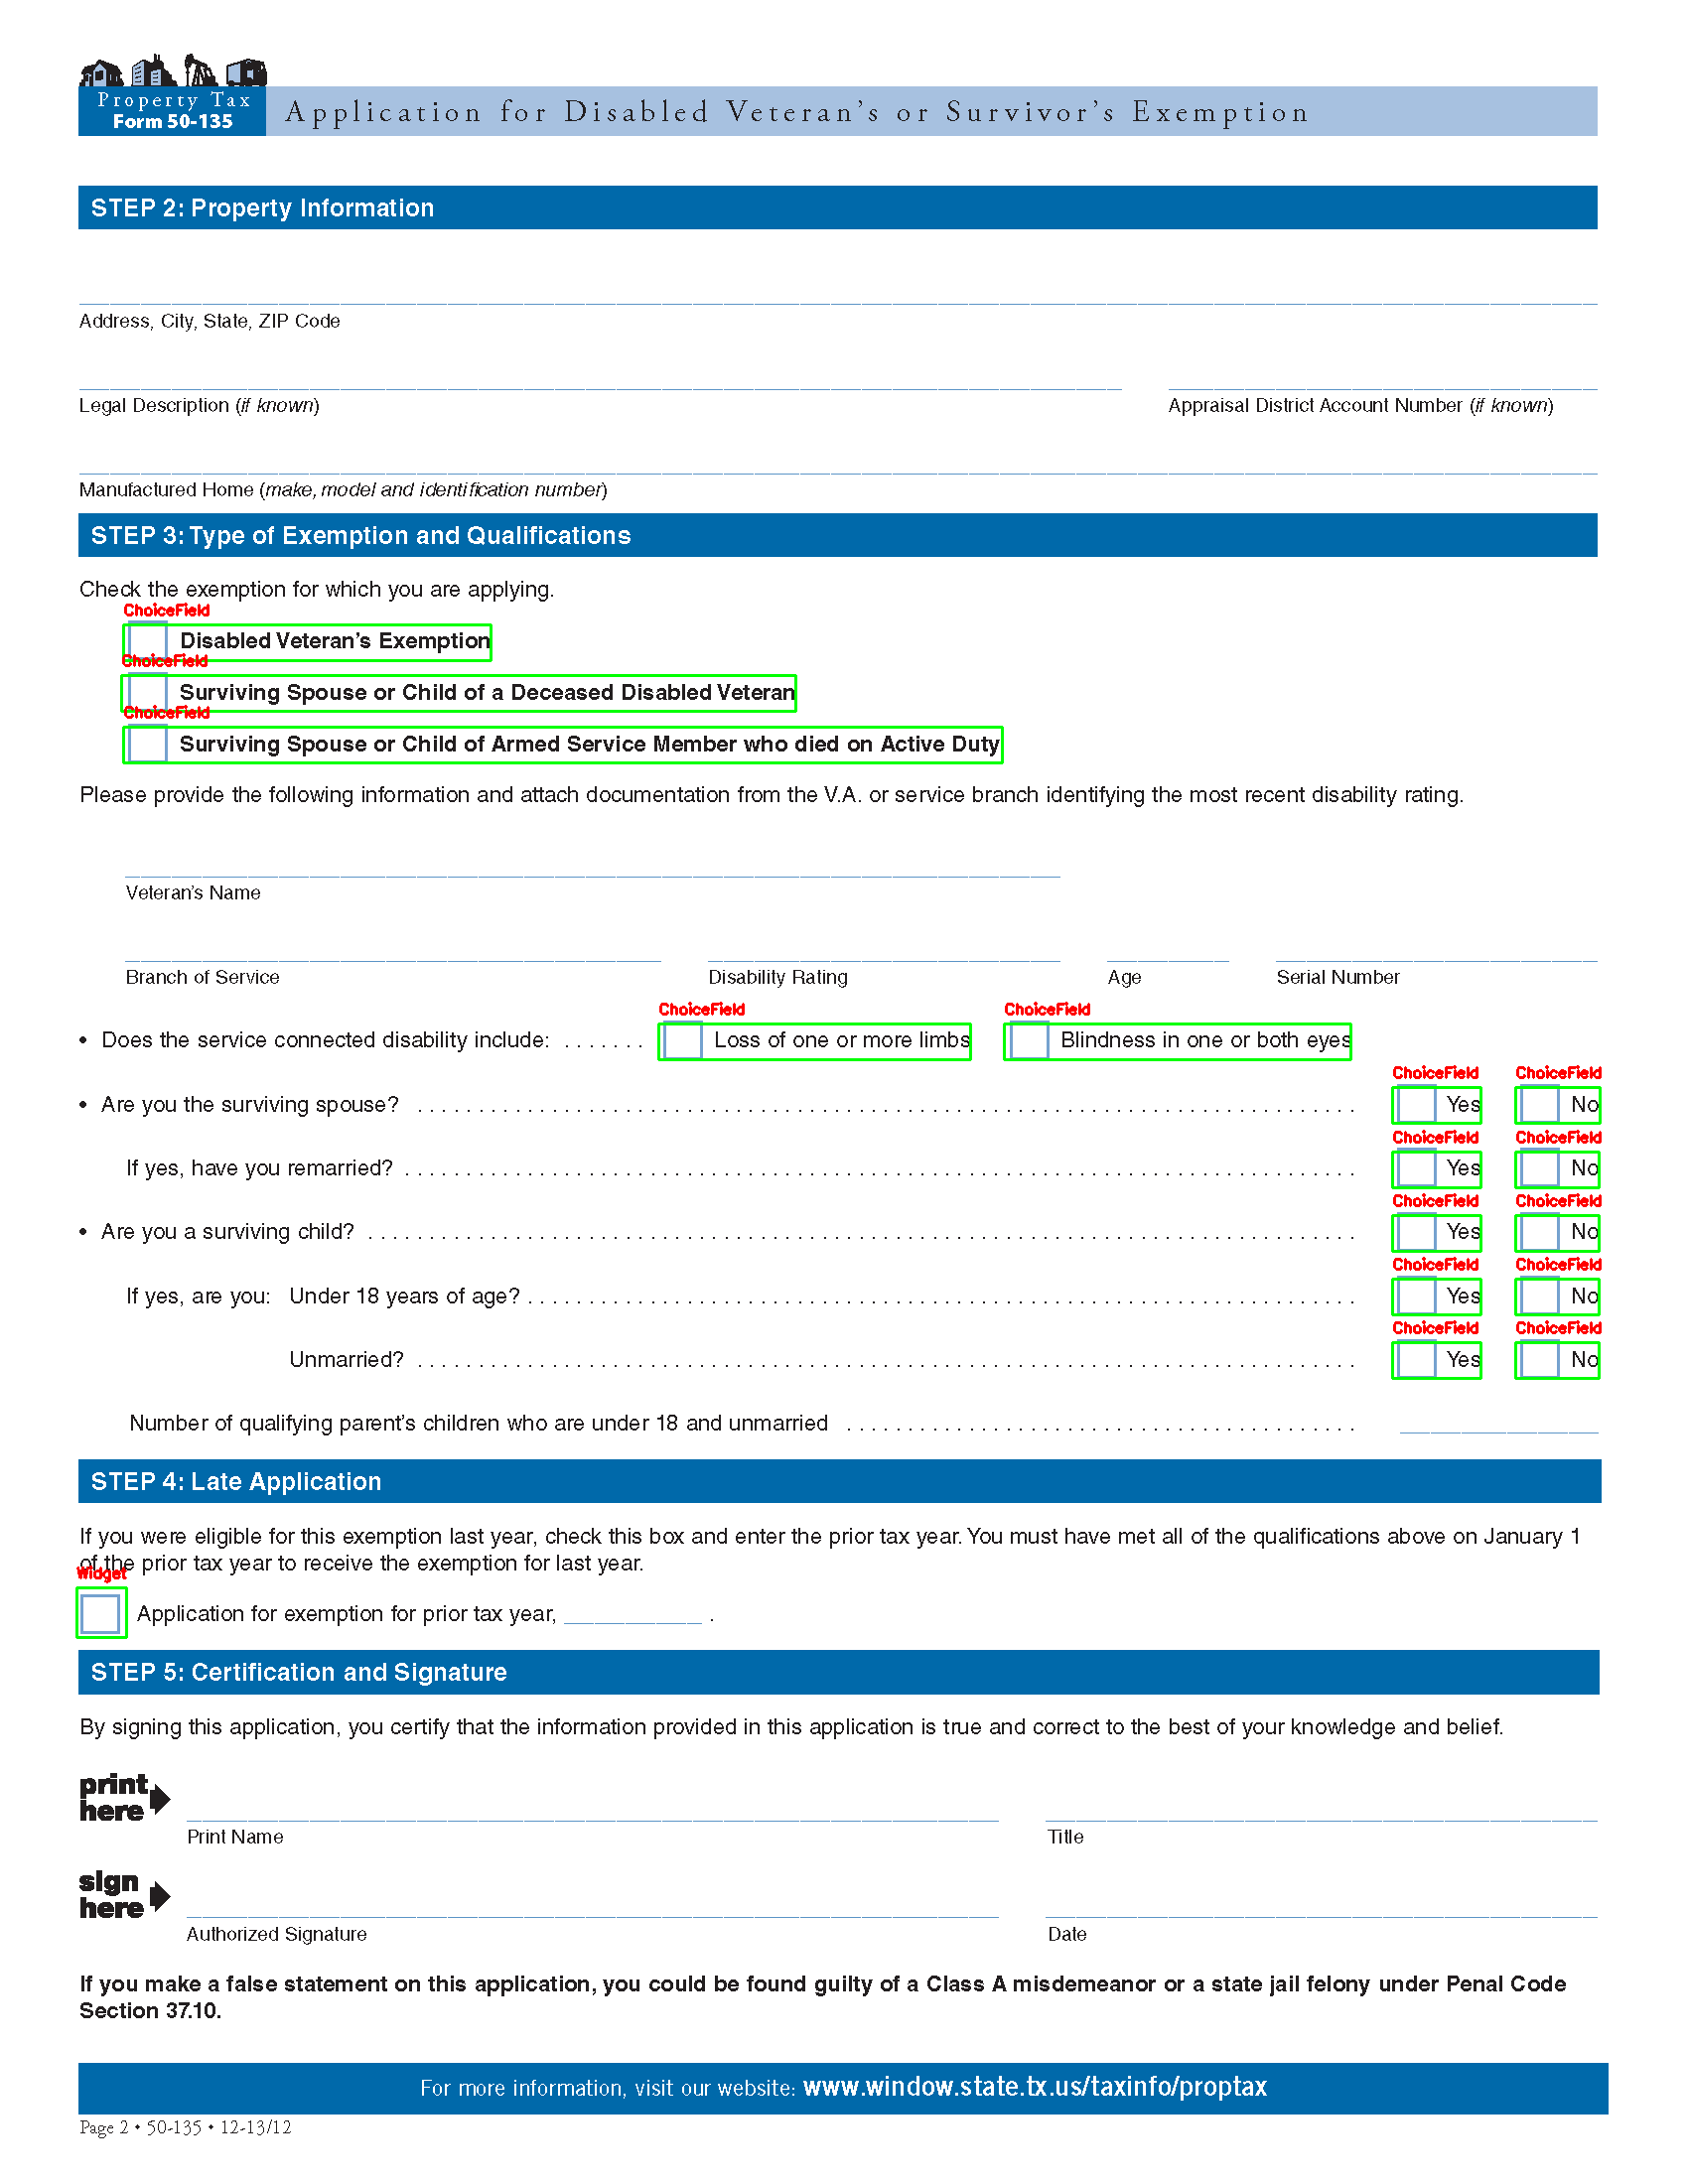 Property Tax
Form 50-135
Application for Disabled Veteran's or Survivor's Exemption
STEP 2: Property Information
Address, City, State, ZIP Code
Legal Description (if known) Appraisal District Account Number (if known)
Manufactured Home (make, model and identification number)
STEP 3: Type of Exemption and Qualifications
Check the exemption for which you are applying.
ChoiceField
Disabled Veteran's Exemption
ChoiceField
Surviving Spouse or Child of a Deceased Disabled Veteran
ChoiceField
Surviving Spouse or Child of Armed Service Member who died on Active Duty
Please provide the following information and attach documentation from the V.A. or service branch identifying the most recent disability rating.
Veteran's Name
Branch of Service Disability Rating Age Serial Number
ChoiceField ChoiceField
• Does the service connected disability include: . . . . . . . Loss of one or more limbs Blindness in one or both eyes
ChoiceField ChoiceField
• Are you the surviving spouse? . . . . . . . . . . Yes No
ChoiceField ChoiceField
If yes, have you remarried? . . . . . . . . . . Yes No
ChoiceField ChoiceField
• Are you a surviving child? . . . . . . . . . . Yes No
ChoiceField ChoiceField
If yes, are you: Under 18 years of age? . . . . . . . . . . Yes No
ChoiceField ChoiceField
Unmarried? . . . . . . . . . . Yes No
Number of qualifying parent's children who are under 18 and unmarried . . . . . . . . . .
STEP 4: Late Application
If you were eligible for this exemption last year, check this box and enter the prior tax year. You must have met all of the qualifications above on January 1
of the prior tax year to receive the exemption for last year.
Widget
Application for exemption for prior tax year, ___________ .
STEP 5: Certification and Signature
By signing this application, you certify that the information provided in this application is true and correct to the best of your knowledge and belief.
print
here
Print Name Title
sign
here
Authorized Signature Date
If you make a false statement on this application, you could be found guilty of a Class A misdemeanor or a state jail felony under Penal Code
Section 37.10.
For more information, visit our website: www.window.state.tx.us/taxinfo/proptax
Page 2 • 50-135 • 12-13/12